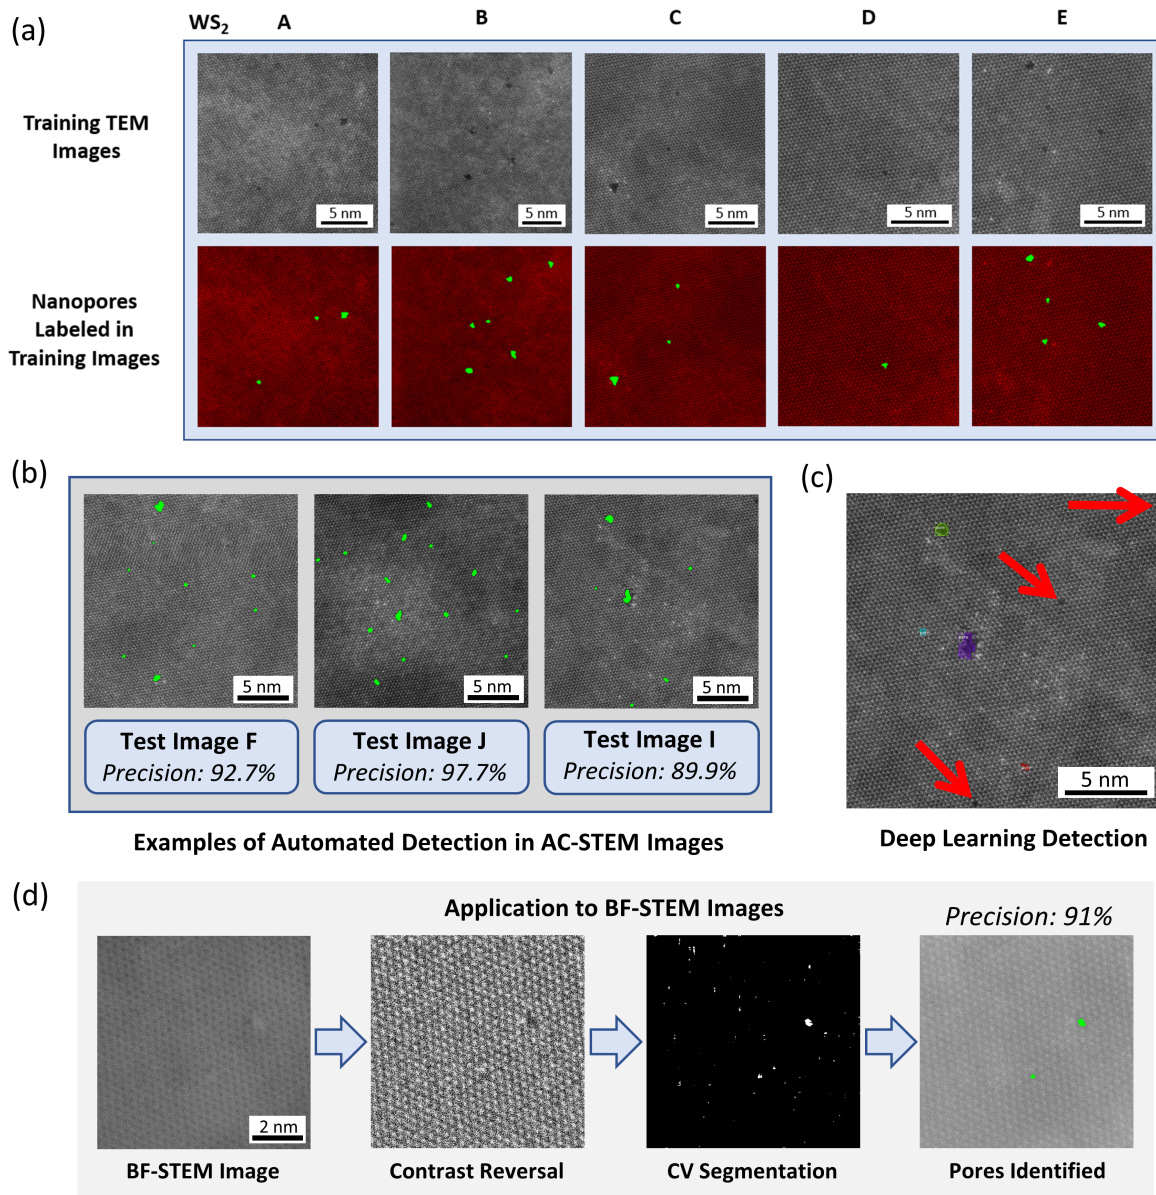 (a)
WS2 A B C D E
Training TEM
Images
5 nm 5 nm 5 nm 5 nm 5 nm
Nanopores
Labeled in
Training Images
(b)
5 nm 5 nm 5 nm
Test Image F
Precision: 92.7%
Test Image J
Precision: 97.7%
Test Image I
Precision: 89.9%
Examples of Automated Detection in AC-STEM Images
(c)
5 nm
Deep Learning Detection
(d)
Application to BF-STEM Images
Precision: 91%
2 nm
BF-STEM Image
Contrast Reversal
CV Segmentation
Pores Identified